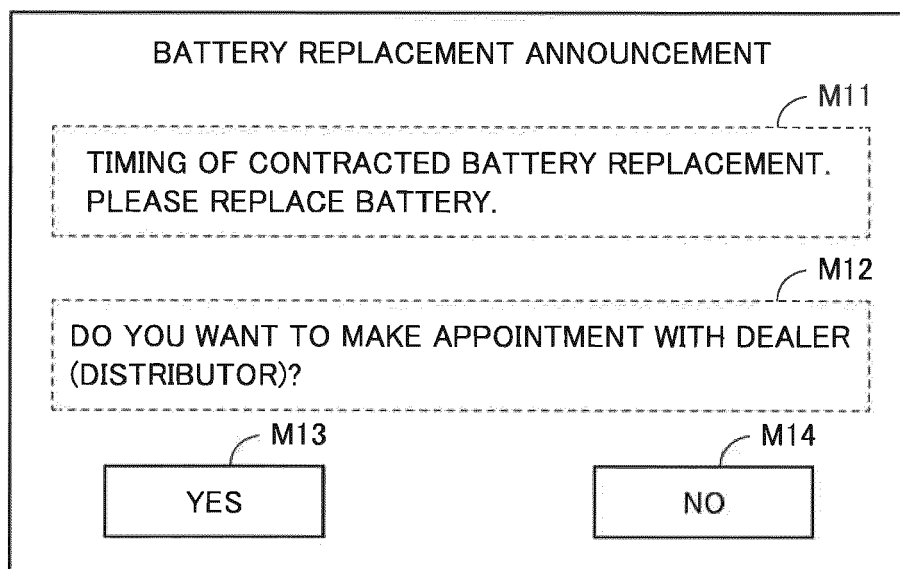 BATTERY REPLACEMENT ANNOUNCEMENT
M11
TIMING OF CONTRACTED BATTERY REPLACEMENT.
PLEASE REPLACE BATTERY.
M12
DO YOU WANT TO MAKE APPOINTMENT WITH DEALER
(DISTRIBUTOR)?
M13
M14
YES
NO